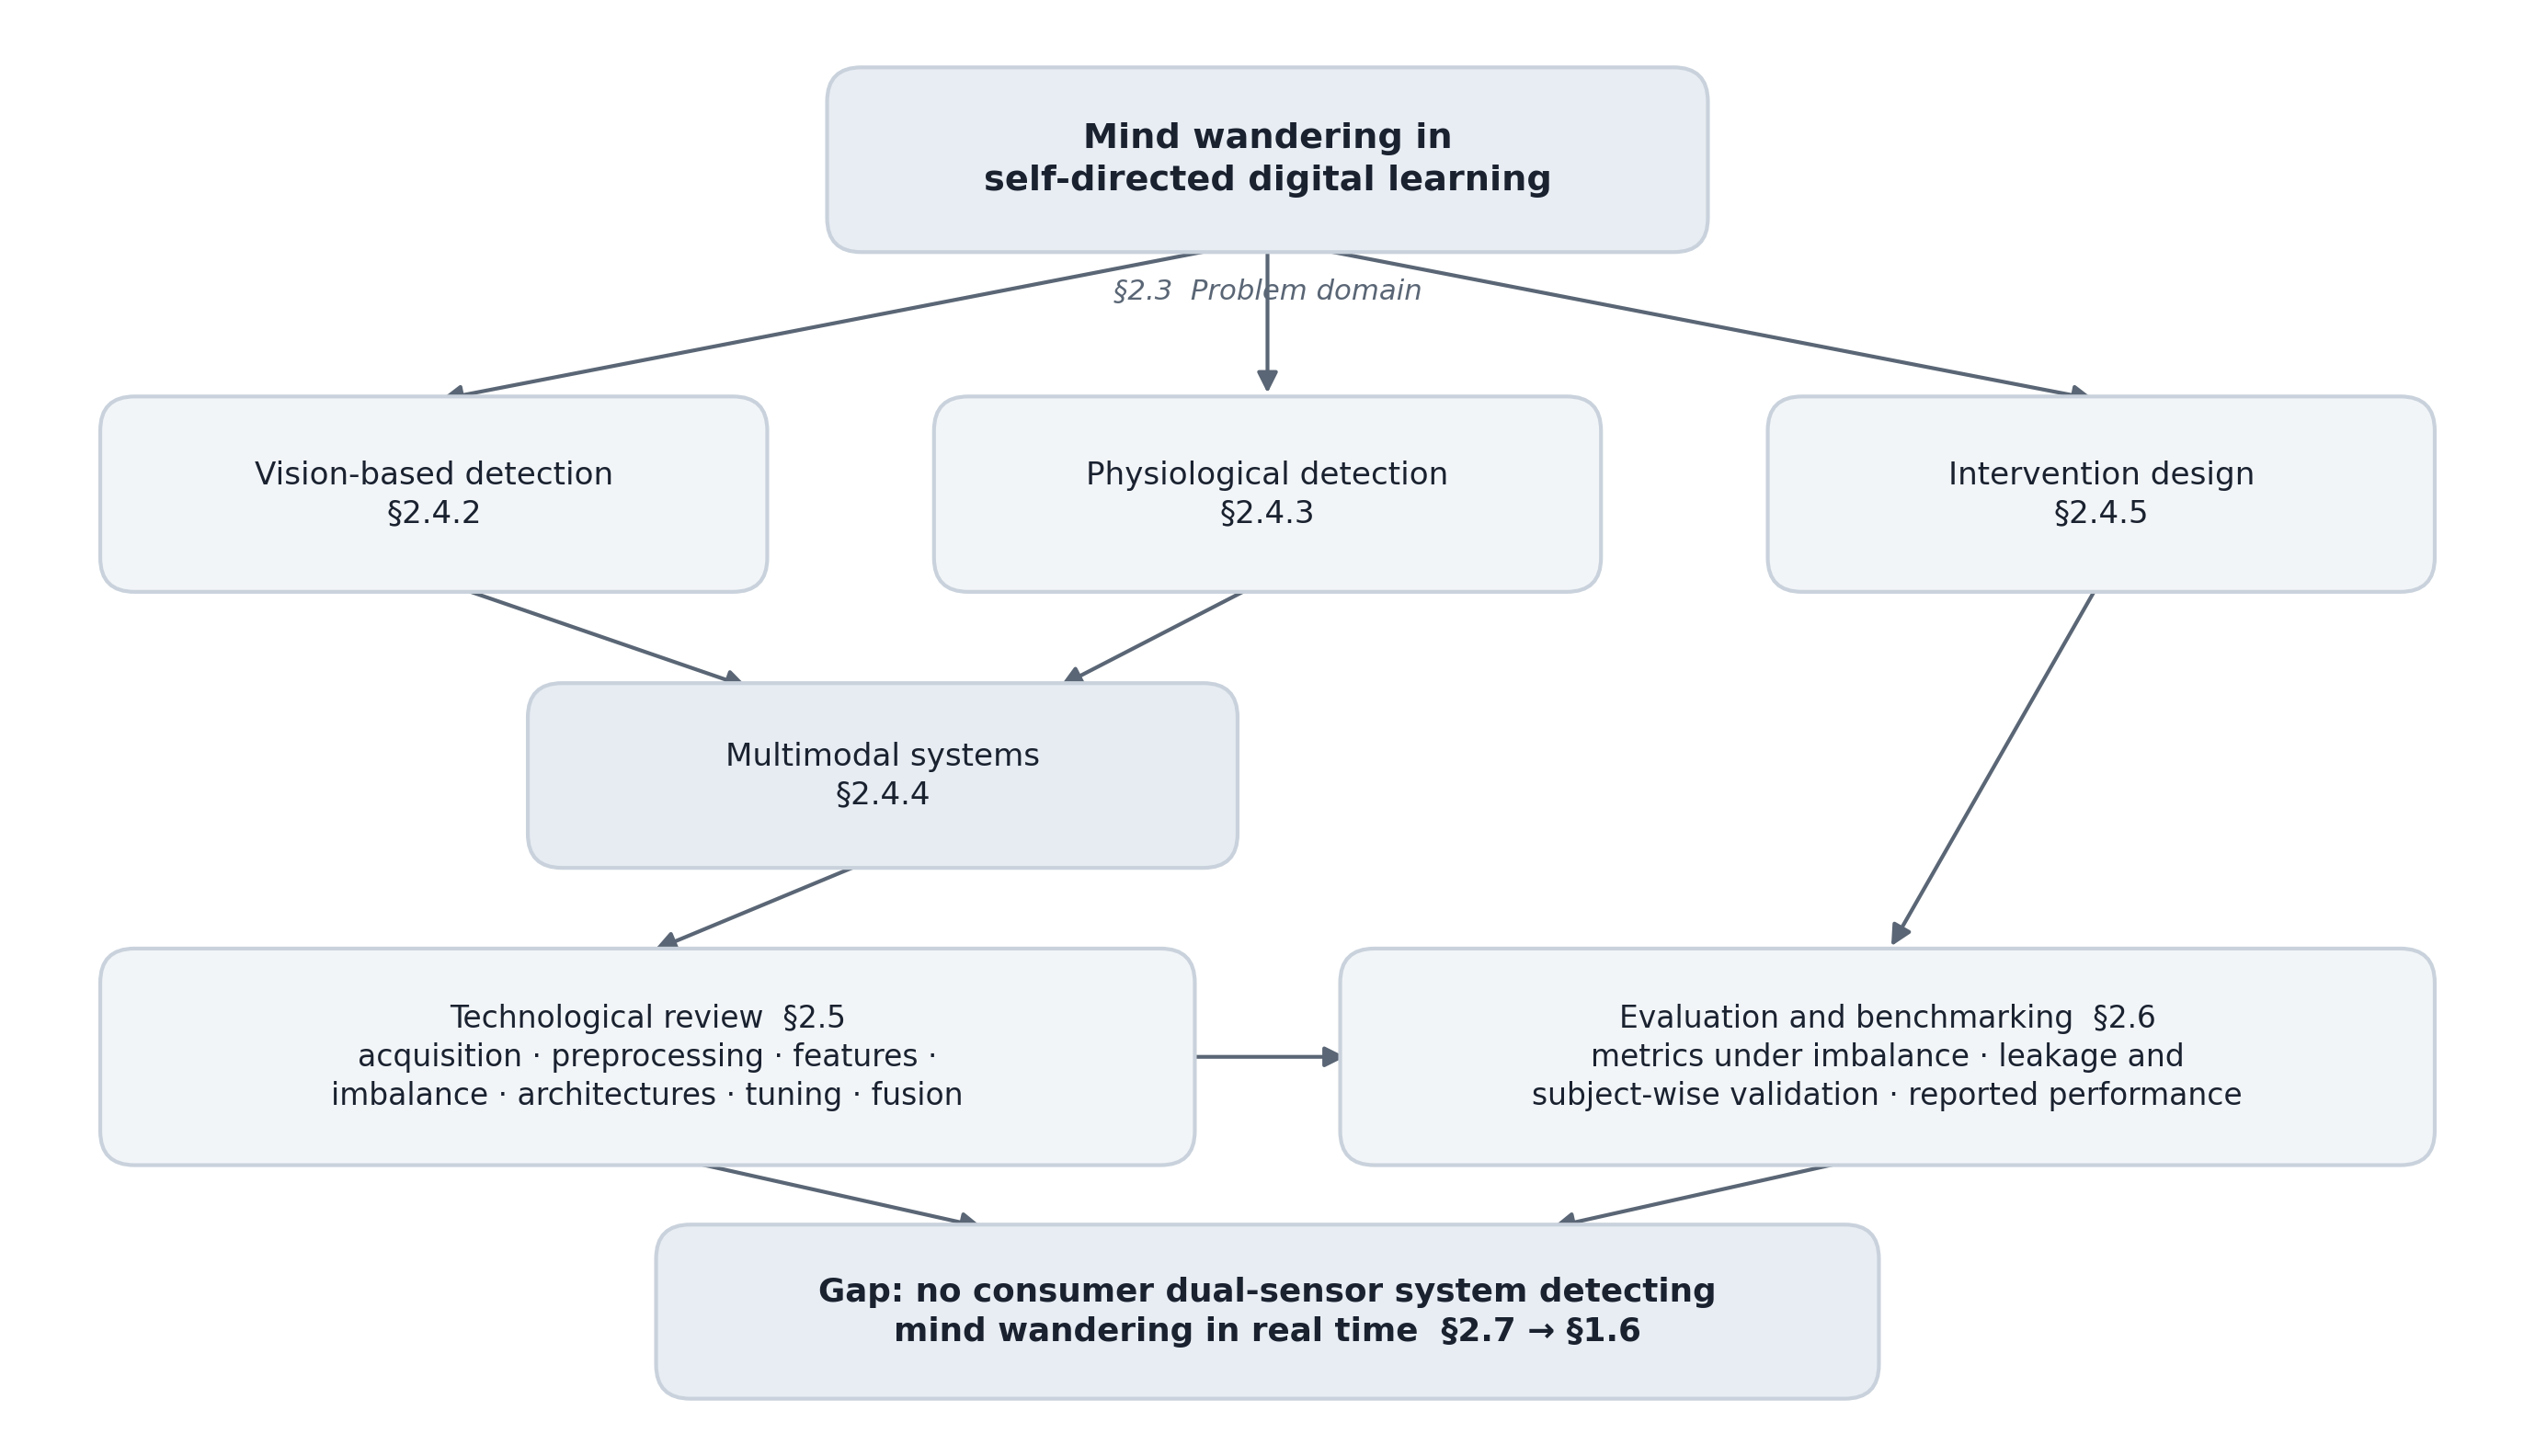 Mind wandering in
self-directed digital learning
§2.3  Problem domain
Vision-based detection
§2.4.2
Physiological detection
§2.4.3
Intervention design
§2.4.5
Multimodal systems
§2.4.4
Technological review  §2.5
acquisition · preprocessing · features ·
imbalance · architectures · tuning · fusion
Evaluation and benchmarking  §2.6
metrics under imbalance · leakage and
subject-wise validation · reported performance
Gap: no consumer dual-sensor system detecting
mind wandering in real time  §2.7 → §1.6